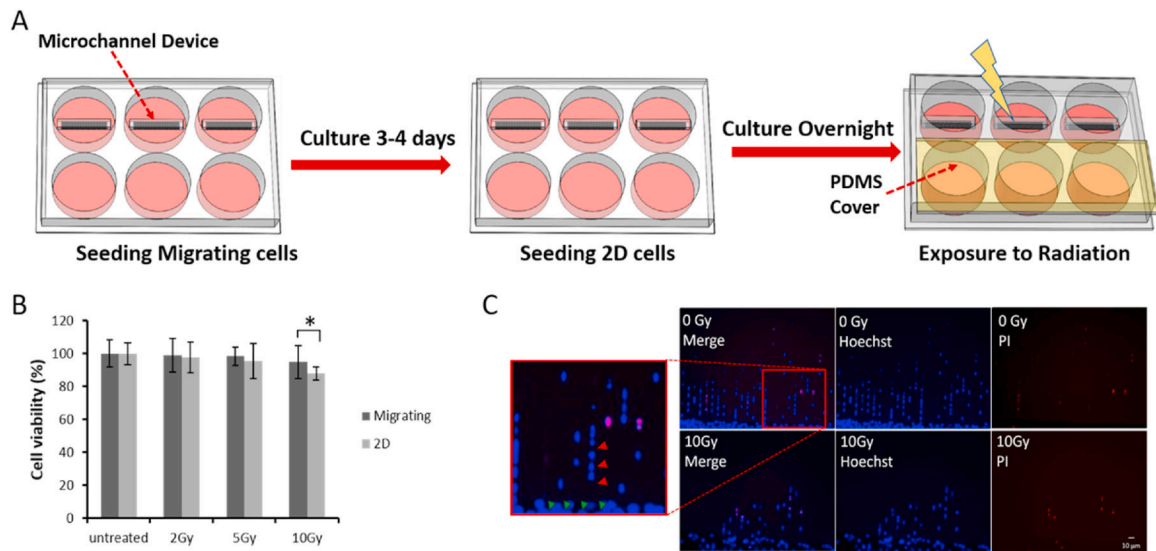 A
Microchannel Device
Culture 3-4 days
Culture Overnight
PDMS
Cover
Seeding Migrating cells
Seeding 2D cells
Exposure to Radiation
B
120
100
80
60
40
20
0
Cell viability (%)
*
untreated
2Gy
5Gy
10Gy
Migrating
2D
C
0 Gy
Merge
0 Gy
Hoechst
0 Gy
PI
10Gy
Merge
10Gy
Hoechst
10Gy
PI
10 µm